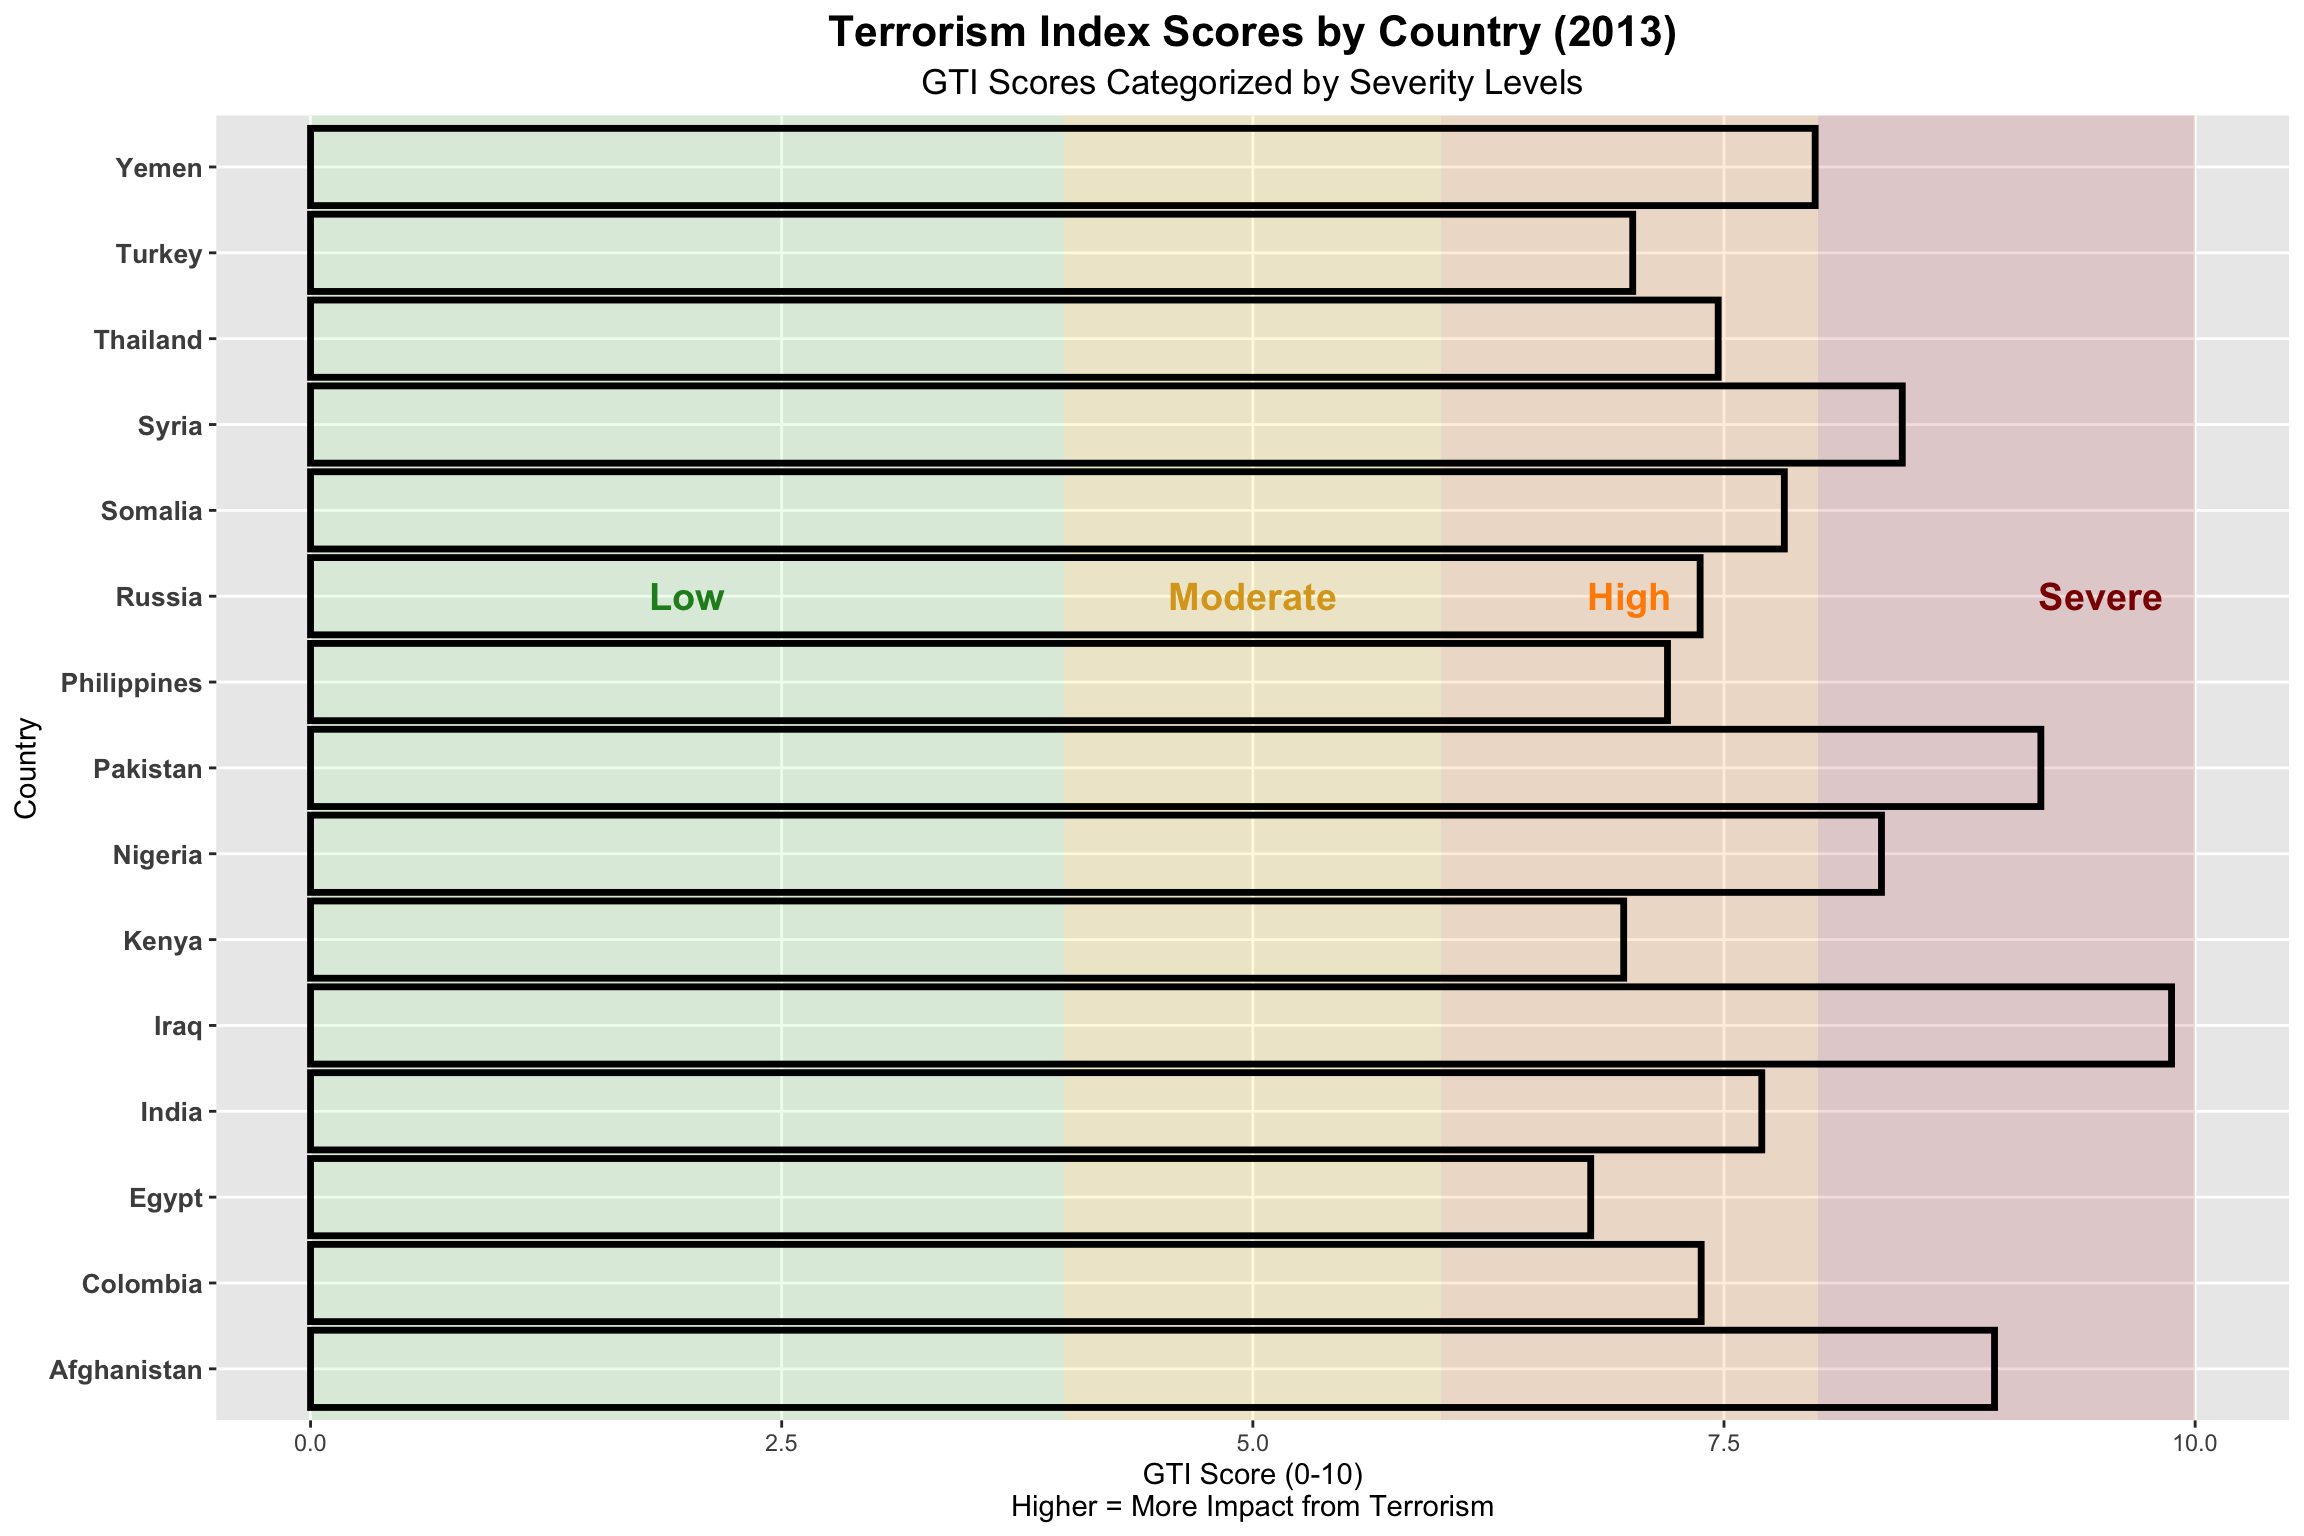 Terrorism Index Scores by Country (2013)
GTI Scores Categorized by Severity Levels
Country
Yemen
Turkey
Thailand
Syria
Somalia
Russia
Low Moderate High Severe
Philippines
Pakistan
Nigeria
Kenya
Iraq
India
Egypt
Colombia
Afghanistan
0.0 2.5 5.0 7.5 10.0
GTI Score (0-10)
Higher = More Impact from Terrorism